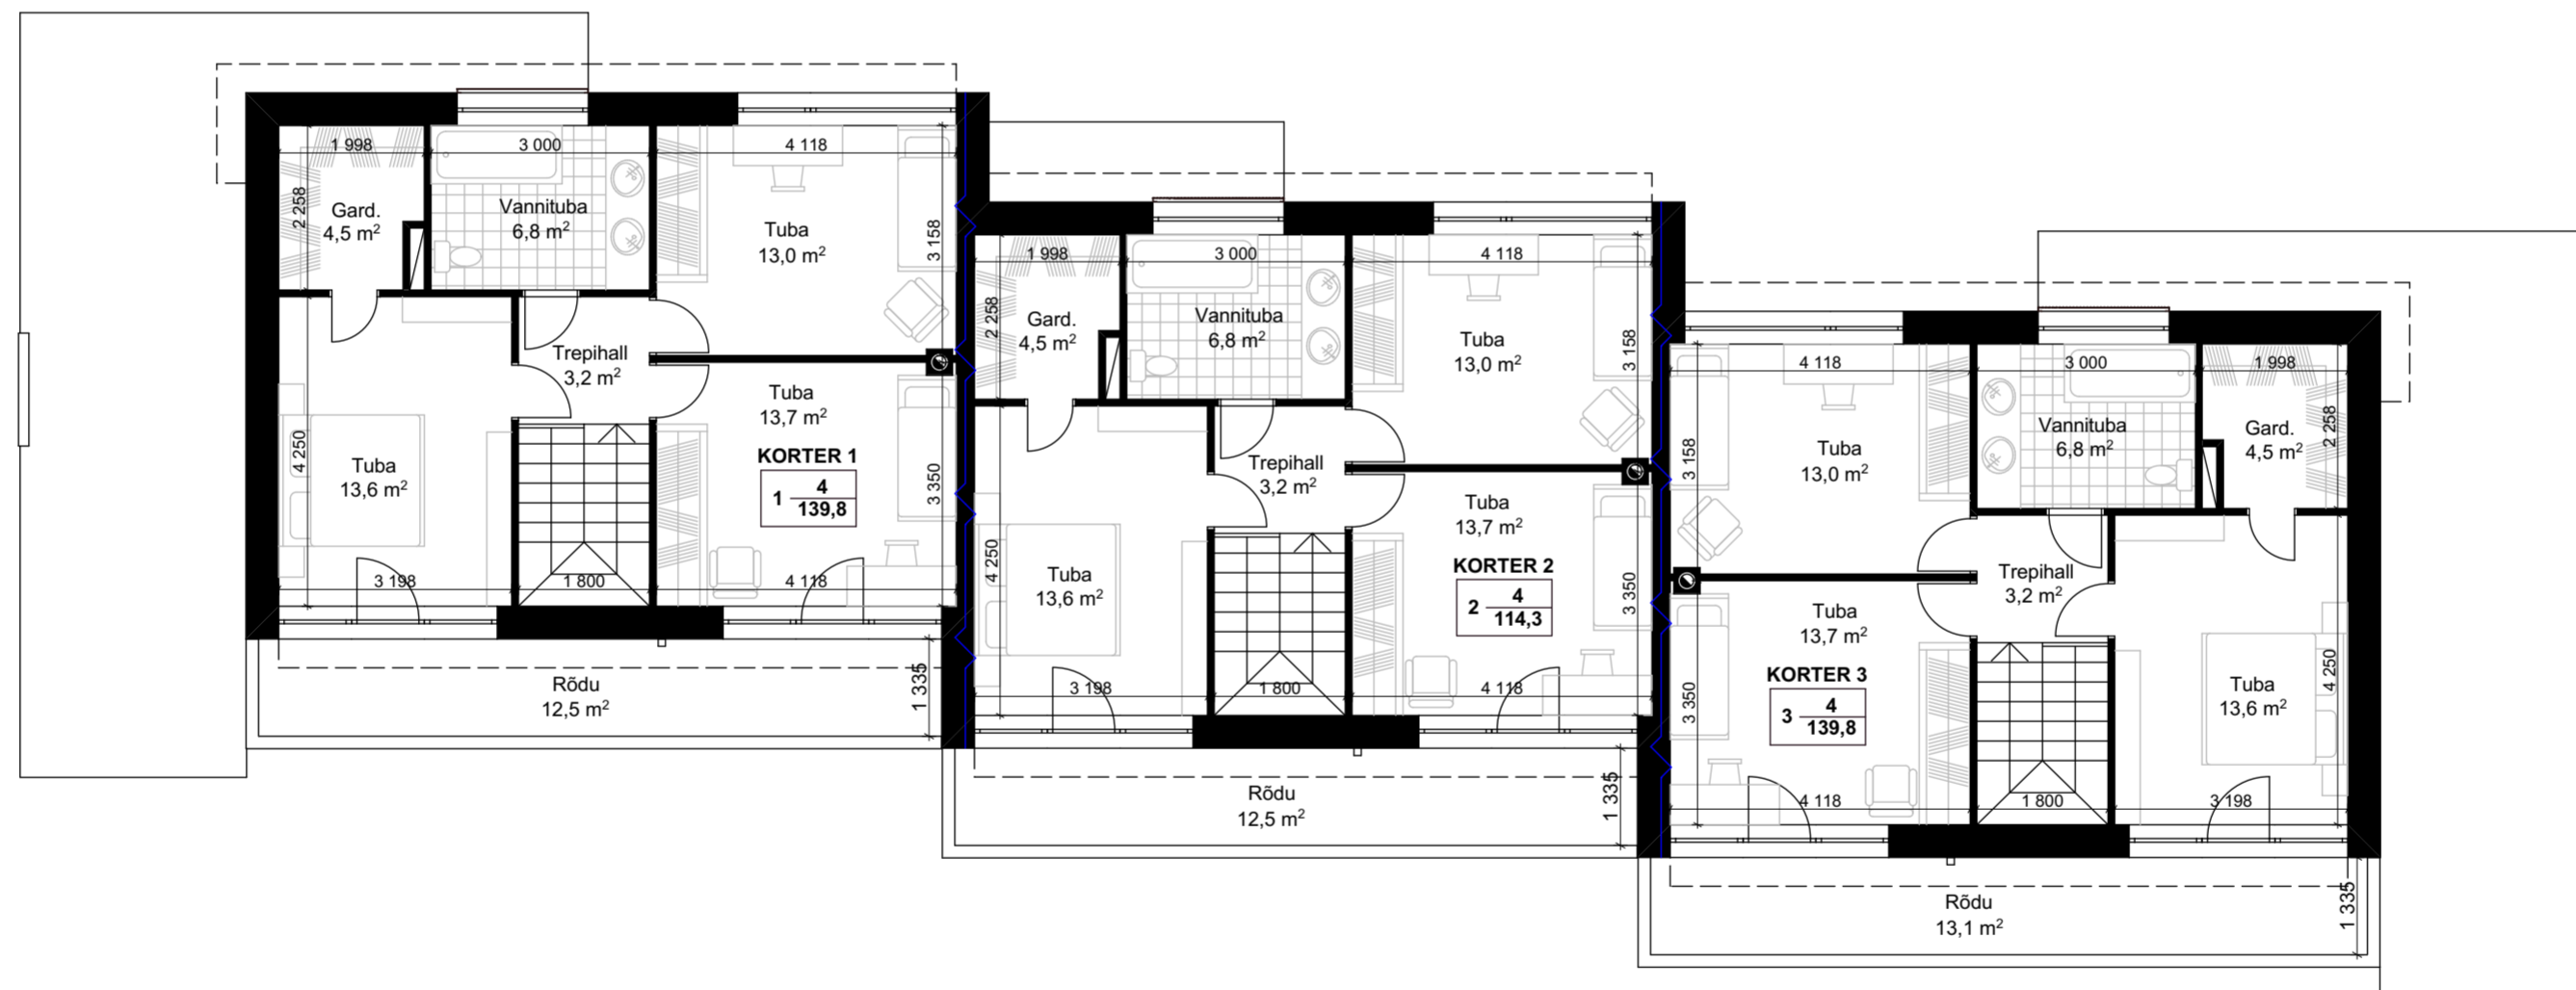 1 998
3 000
4 118
2 258
Gard.
4,5 m²
Vannituba
6,8 m²
Tuba
13,0 m²
3 158
Trepihall
3,2 m²
Tuba
13,7 m²
KORTER 1
1 4
139,8
4 250
Tuba
13,6 m²
3 350
3 198
1 800
4 118
Rõdu
12,5 m²
1 335
1 998
3 000
4 118
2 258
Gard.
4,5 m²
Vannituba
6,8 m²
Tuba
13,0 m²
3 158
Trepihall
3,2 m²
Tuba
13,7 m²
KORTER 2
2 4
114,3
4 250
Tuba
13,6 m²
3 350
3 198
1 800
4 118
Rõdu
12,5 m²
1 335
4 118
3 000
1 998
3 158
Tuba
13,0 m²
Vannituba
6,8 m²
Gard.
4,5 m²
2 258
Trepihall
3,2 m²
Tuba
13,7 m²
KORTER 3
3 4
139,8
3 350
Tuba
13,6 m²
4 250
4 118
1 800
3 198
Rõdu
13,1 m²
1 335